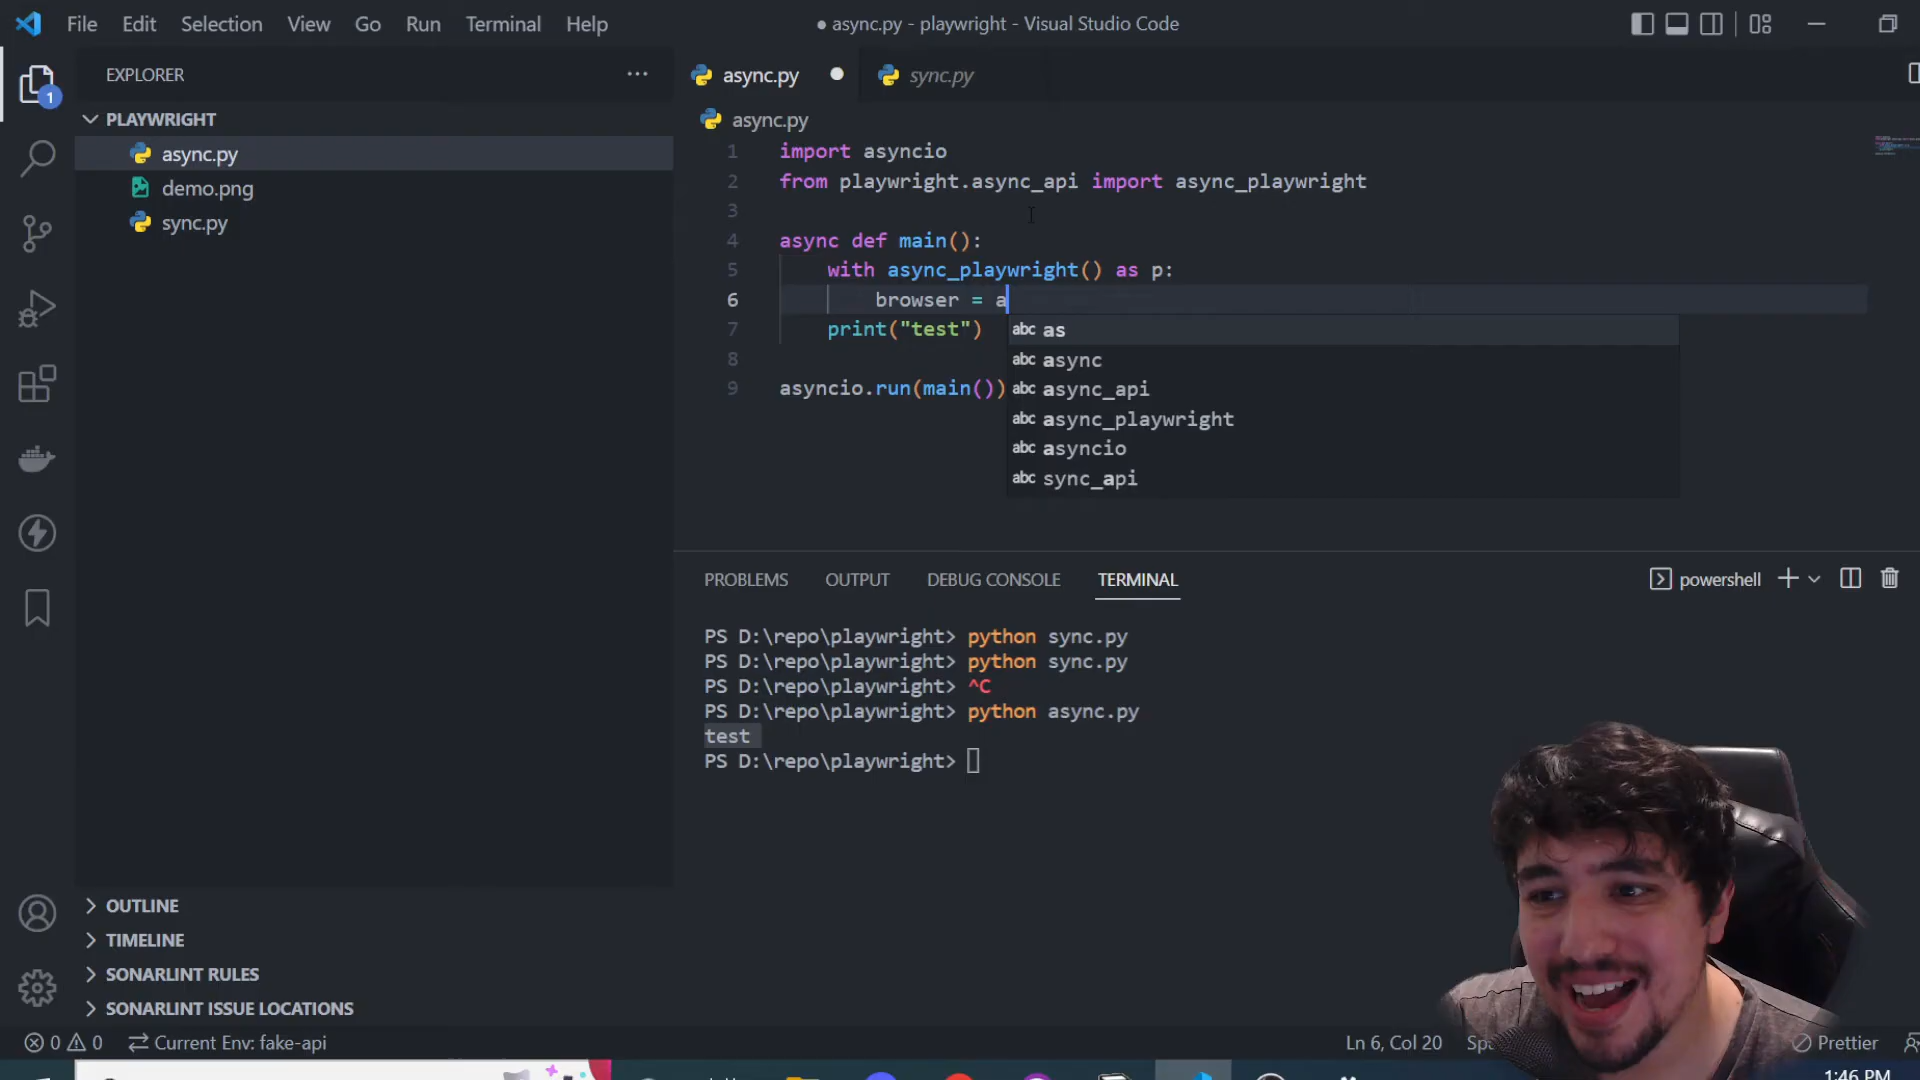 File Edit Selection View Go Run Terminal Help
● async.py - playwright - Visual Studio Code
EXPLORER
1
PLAYWRIGHT
async.py
demo.png
sync.py
async.py
sync.py
async.py
1 import asyncio
2 from playwright.async_api import async_playwright
3
4 async def main():
5 with async_playwright() as p:
6 browser = a
7 print("test")
8
9 asyncio.run(main())
abc as
abc async
abc async_api
abc async_playwright
abc asyncio
abc sync_api
PROBLEMS OUTPUT DEBUG CONSOLE TERMINAL
powershell
PS D:\repo\playwright> python sync.py
PS D:\repo\playwright> python sync.py
PS D:\repo\playwright> ^C
PS D:\repo\playwright> python async.py
test
PS D:\repo\playwright>
OUTLINE
TIMELINE
SONARLINT RULES
SONARLINT ISSUE LOCATIONS
0 0 Current Env: fake-api
Ln 6, Col 20
Prettier
1:46 PM